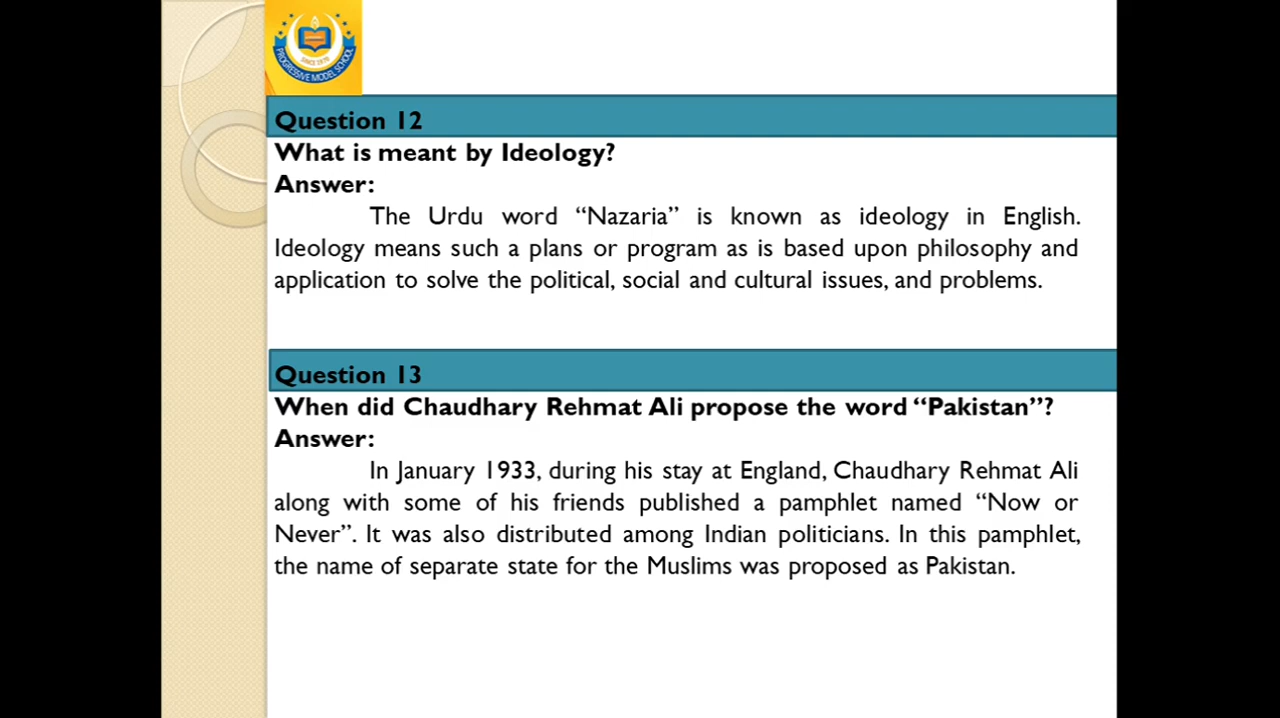 SINCE 1970
PROGRESSIVE MODEL SCHOOL
Question 12
What is meant by Ideology?
Answer:
The Urdu word “Nazaria” is known as ideology in English.
Ideology means such a plans or program as is based upon philosophy and
application to solve the political, social and cultural issues, and problems.
Question 13
When did Chaudhary Rehmat Ali propose the word “Pakistan”?
Answer:
In January 1933, during his stay at England, Chaudhary Rehmat Ali
along with some of his friends published a pamphlet named “Now or
Never”. It was also distributed among Indian politicians. In this pamphlet,
the name of separate state for the Muslims was proposed as Pakistan.